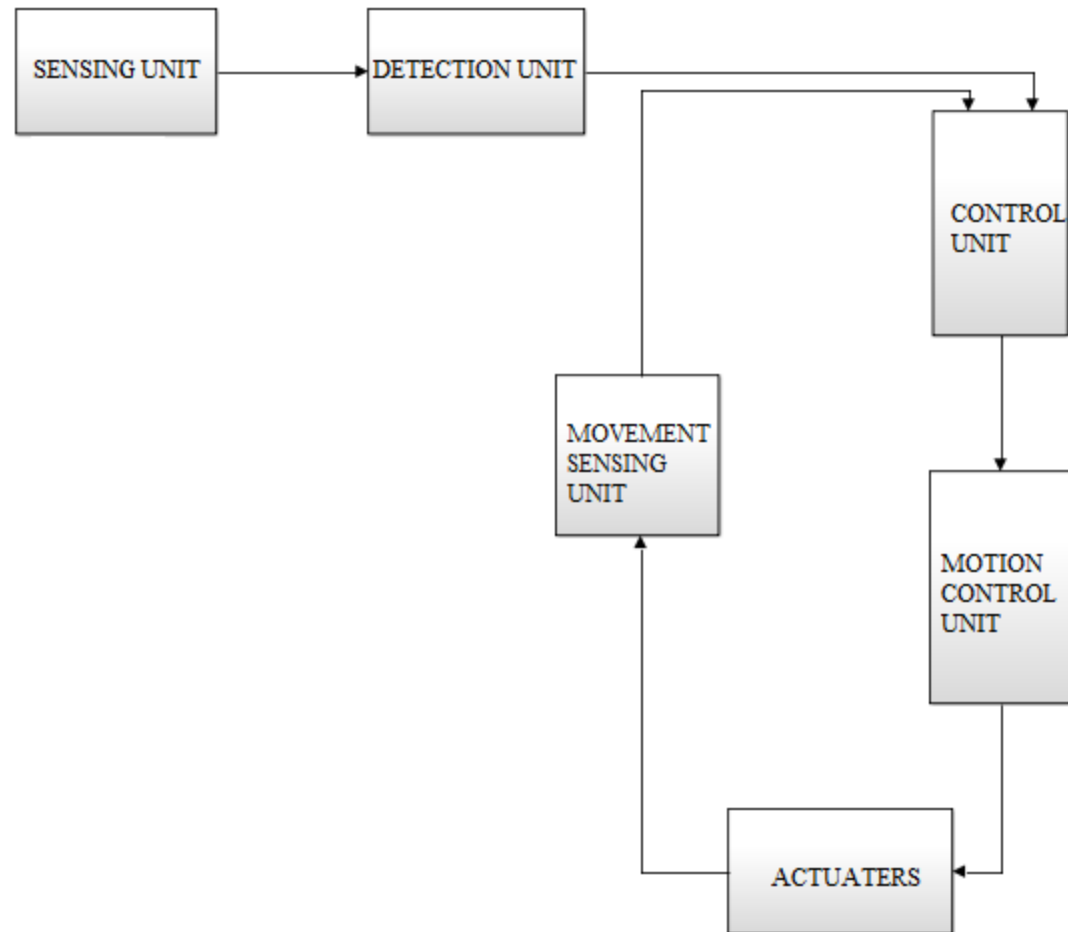 SENSING UNIT
DETECTION UNIT
CONTROL
UNIT
MOVEMENT
SENSING
UNIT
MOTION
CONTROL
UNIT
ACTUATERS